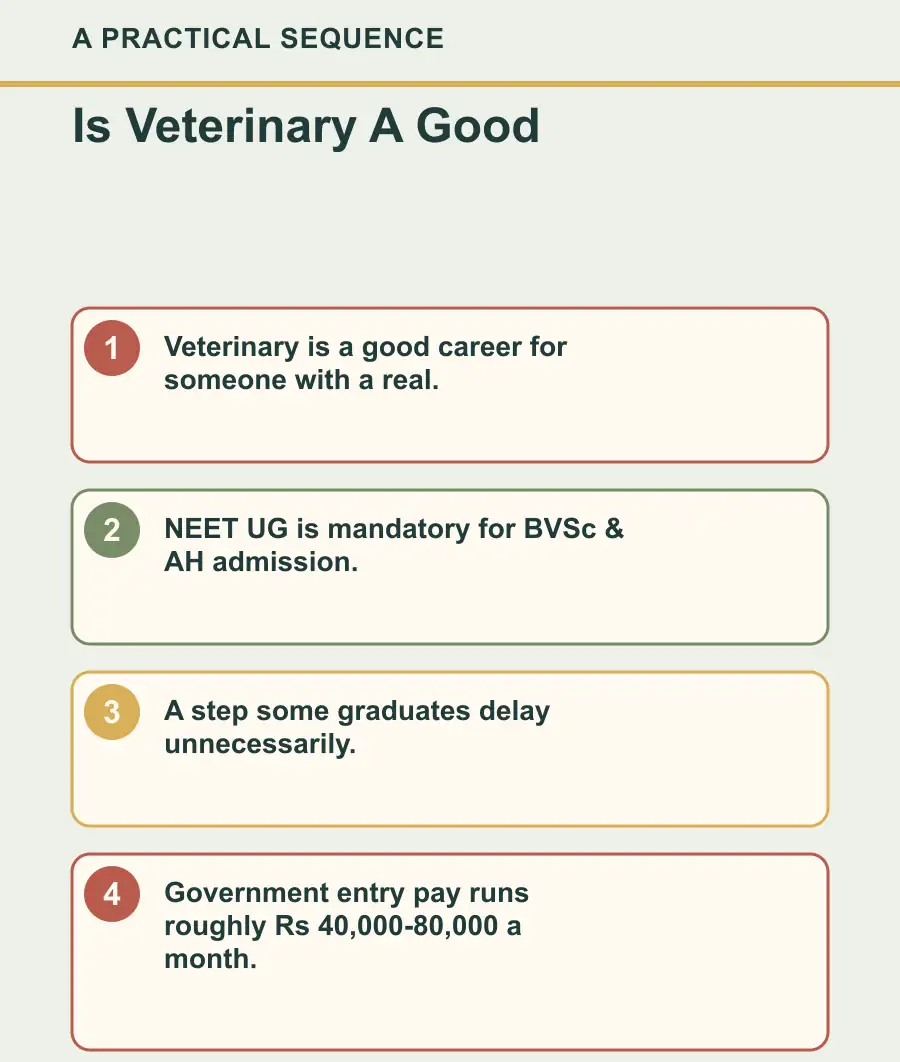 A PRACTICAL SEQUENCE
Is Veterinary A Good
1
Veterinary is a good career for
someone with a real.
2
NEET UG is mandatory for BVSc &
AH admission.
3
A step some graduates delay
unnecessarily.
4
Government entry pay runs
roughly Rs 40,000-80,000 a
month.